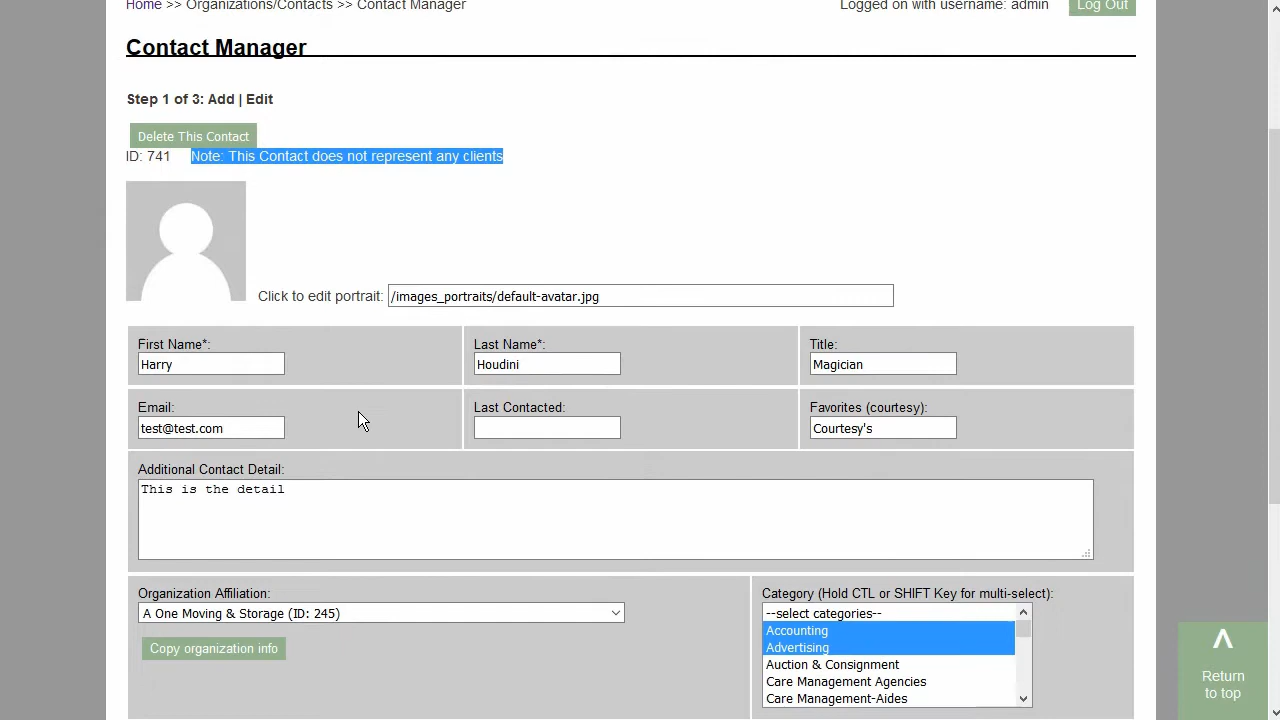 Home >> Organizations/Contacts >> Contact Manager
Logged on with username: admin
Log Out
Contact Manager
Step 1 of 3: Add | Edit
Delete This Contact
ID: 741 Note: This Contact does not represent any clients
Click to edit portrait: /images_portraits/default-avatar.jpg
First Name*:
Harry
Last Name*:
Houdini
Title:
Magician
Email:
test@test.com
Last Contacted:
Favorites (courtesy):
Courtesy's
Additional Contact Detail:
This is the detail
Organization Affiliation:
A One Moving & Storage (ID: 245)
Copy organization info
Category (Hold CTL or SHIFT Key for multi-select):
--select categories--
Accounting
Advertising
Auction & Consignment
Care Management Agencies
Care Management-Aides
Return
to top